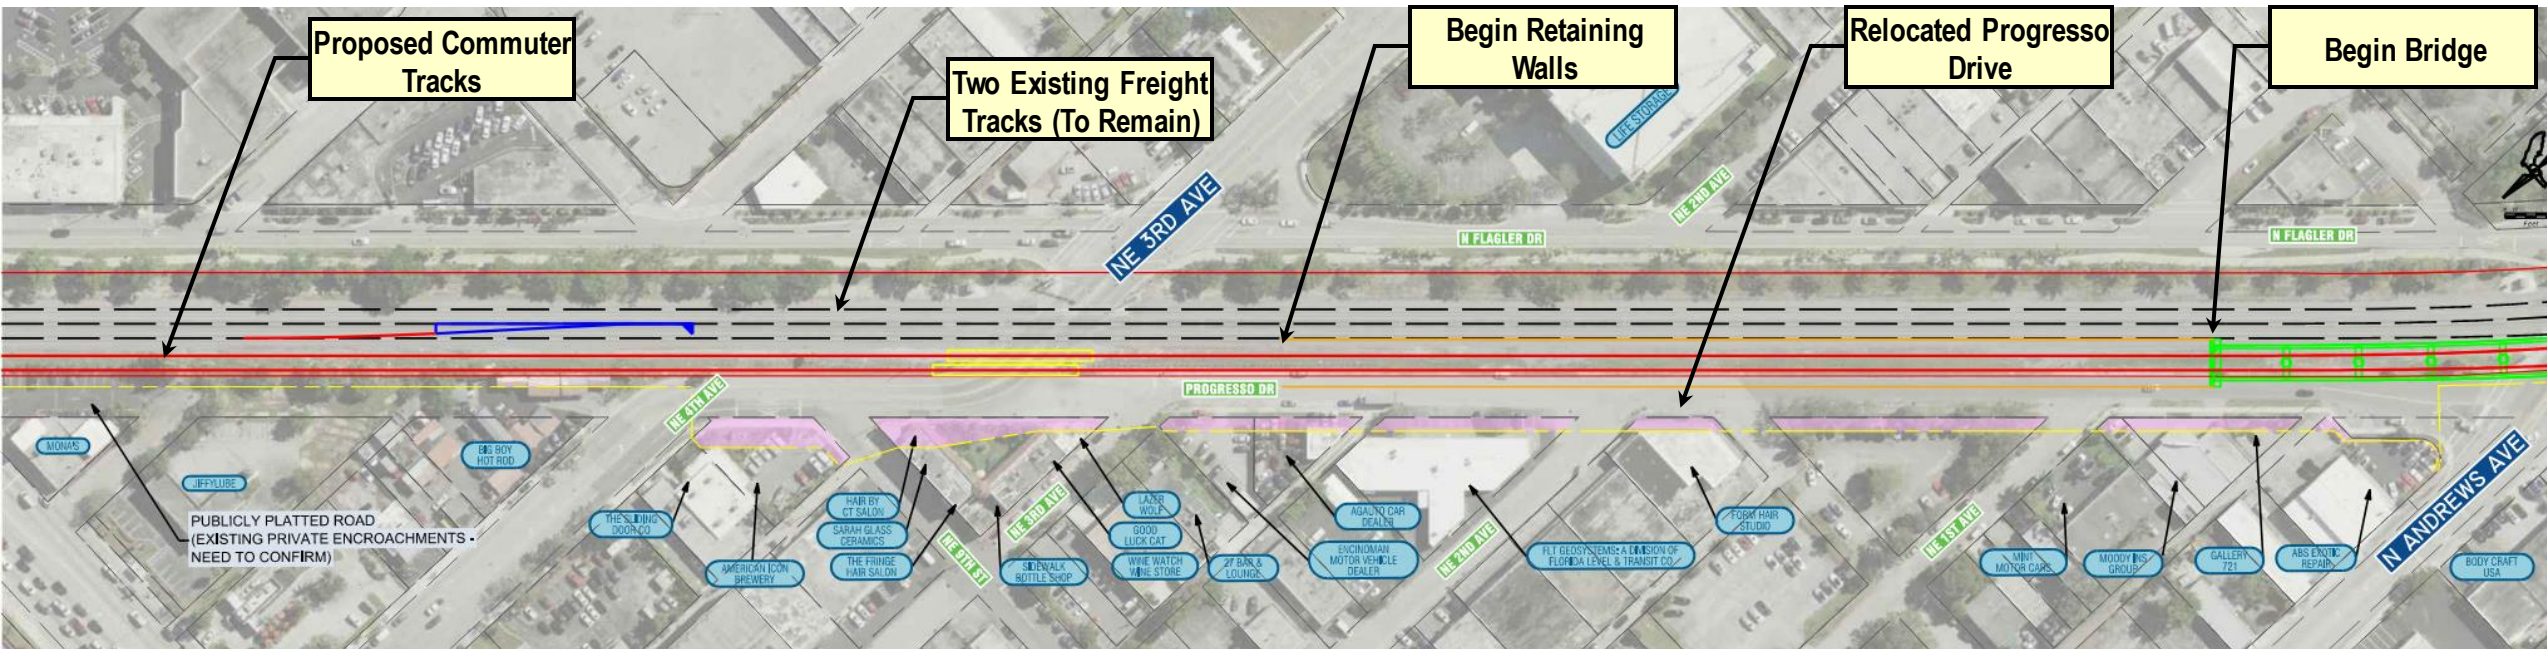 Proposed Commuter
Tracks
Two Existing Freight
Tracks (To Remain)
Begin Retaining
Walls
Relocated Progresso
Drive
Begin Bridge
LIFE STORAGE
NE 3RD AVE
NE 2ND AVE
N FLAGLER DR
N FLAGLER DR
NE 4TH AVE
PROGRESSO DR
MONA'S
JIFFYLUBE
BIG BOY
HOT ROD
PUBLICLY PLATTED ROAD
(EXISTING PRIVATE ENCROACHMENTS -
NEED TO CONFIRM)
THE SLIDING
DOOR CO
AMERICAN ICON
BREWERY
HAIR BY
CT SALON
SARAH GLASS
CERAMICS
THE FRINGE
HAIR SALON
NE 9TH ST
SIDEWALK
BOTTLE SHOP
NE 3RD AVE
LAZER
WOLF
GOOD
LUCK CAT
WINE WATCH
WINE STORE
27 BAR &
LOUNGE
AGAUTO CAR
DEALER
ENCINOMAN
MOTOR VEHICLE
DEALER
NE 2ND AVE
FLT GEOSYSTEMS: A DIVISION OF
FLORIDA LEVEL & TRANSIT CO
FORM HAIR
STUDIO
NE 1ST AVE
MINT
MOTOR CARS
MOODY INS
GROUP
GALLERY
721
ABS EXOTIC
REPAIR
N ANDREWS AVE
BODY CRAFT
USA